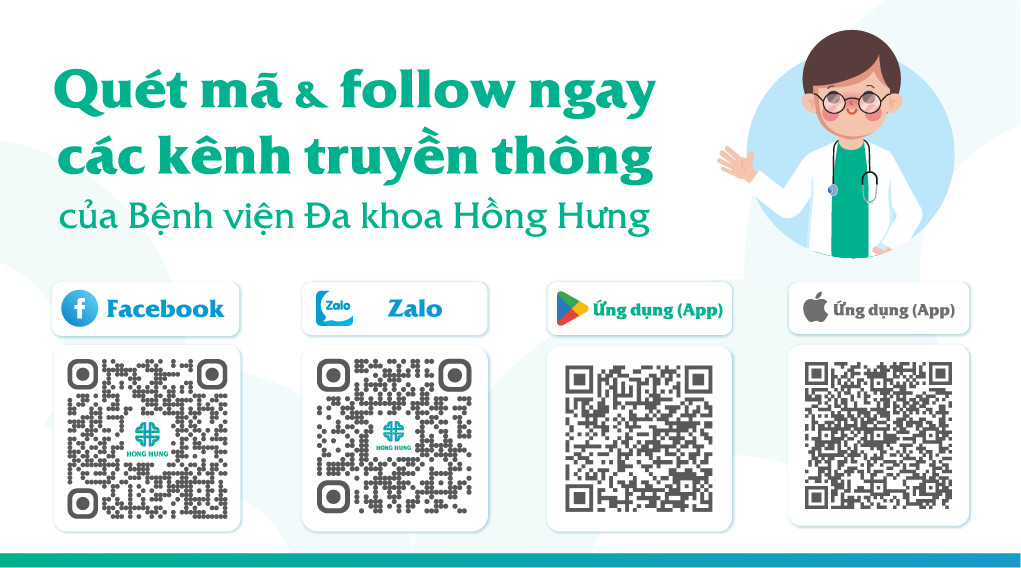 Quét mã & follow ngay
các kênh truyền thông
của Bệnh viện Đa khoa Hồng Hưng
Facebook
Zalo Zalo
Ứng dụng (App)
Ứng dụng (App)
HONG HUNG
HONG HUNG